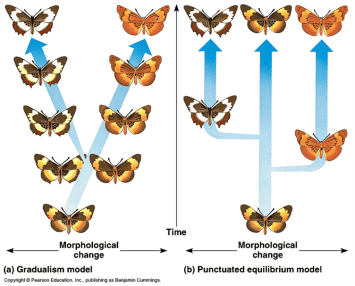 Time
Morphological
change
Morphological
change
(a) Gradualism model
(b) Punctuated equilibrium model
Copyright © Pearson Education, Inc., publishing as Benjamin Cummings.